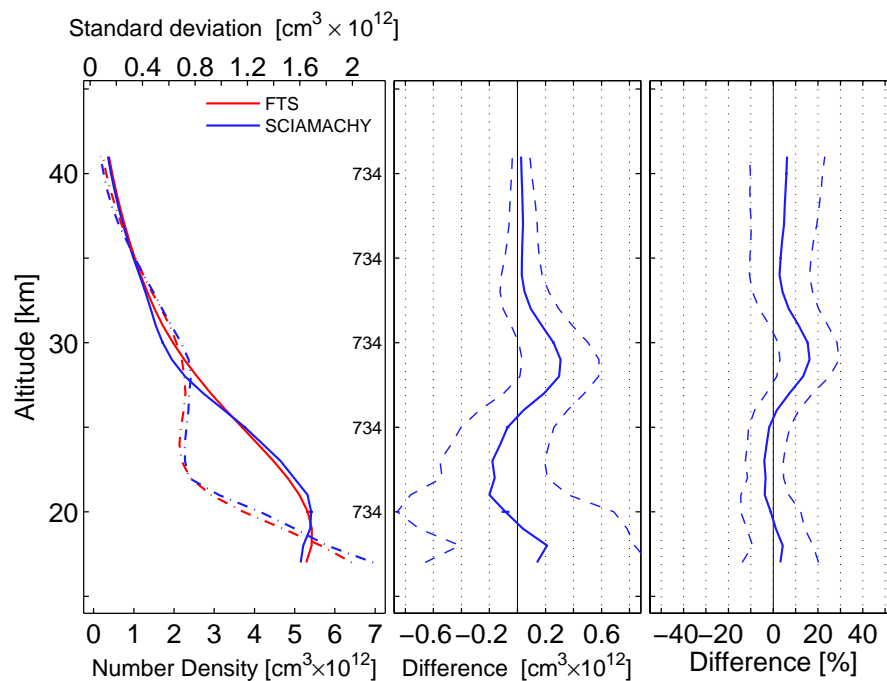 Standard deviation [cm³ × 10¹²]
0 0.4 0.8 1.2 1.6 2
FTS
SCIAMACHY
Altitude [km]
40
30
20
734
734
734
734
734
0 1 2 3 4 5 6 7
Number Density [cm³×10¹²]
−0.6 −0.2 0.2 0.6
Difference [cm³×10¹²]
−40 −20 0 20 40
Difference [%]